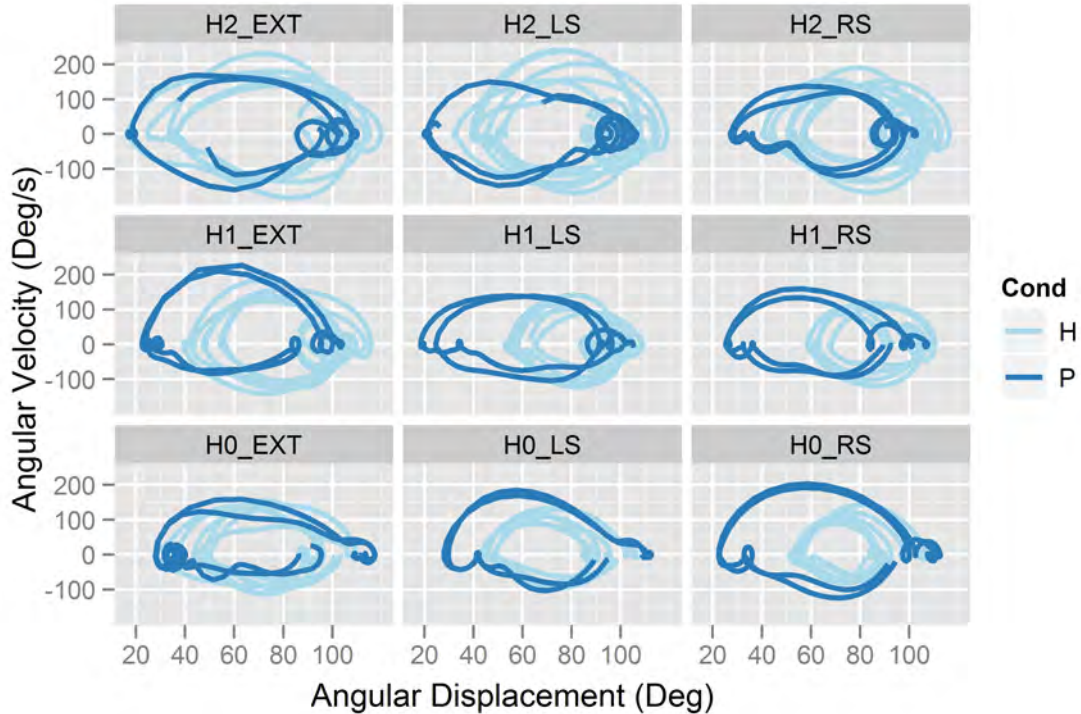 H2_EXT H2_LS H2_RS
200
100
0
-100
H1_EXT H1_LS H1_RS
200
100
0
-100
H0_EXT H0_LS H0_RS
200
100
0
-100
20 40 60 80 100 20 40 60 80 100 20 40 60 80 100
Angular Displacement (Deg)
Angular Velocity (Deg/s)
Cond
H
P